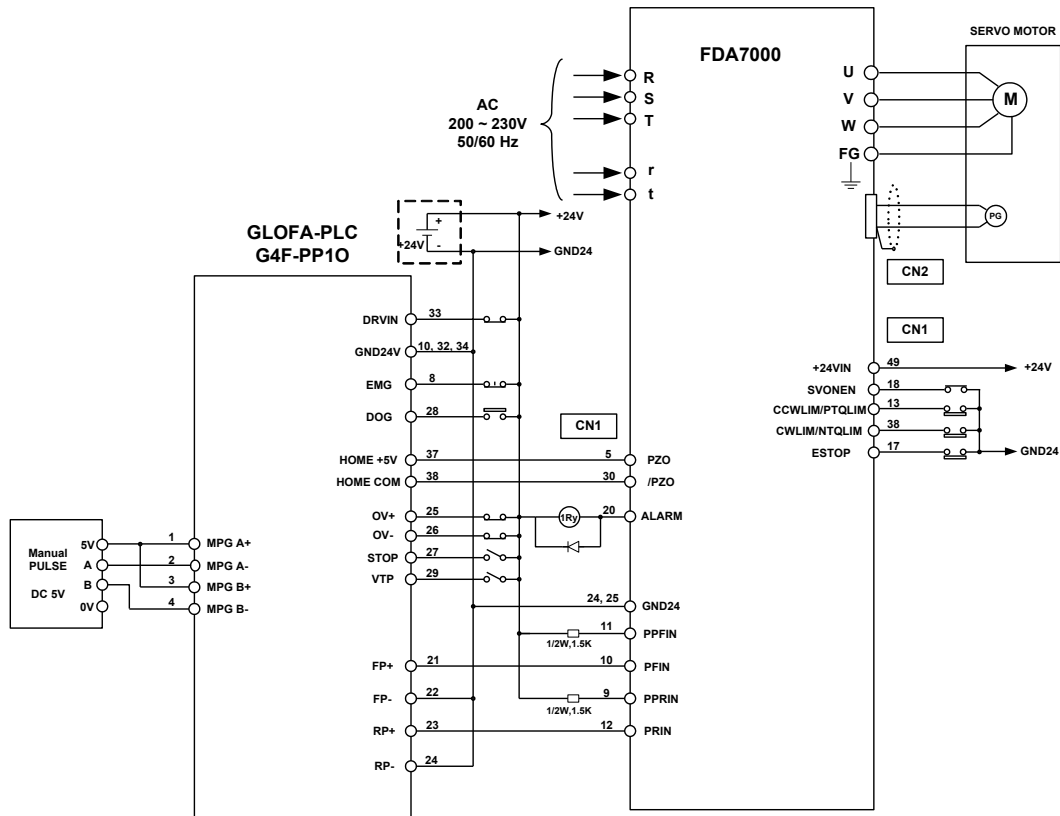 SERVO MOTOR
FDA7000
R
S
T
r
t
AC
200 ~ 230V
50/60 Hz
U
V
W
FG
M
PG
CN2
CN1
+24V
GND24
+
+24V
-
GLOFA-PLC
G4F-PP1O
DRVIN 33
GND24V 10, 32, 34
EMG 8
DOG 28
CN1
HOME +5V 37 5 PZO
HOME COM 38 30 /PZO
OV+ 25 1Ry 20 ALARM
OV- 26
STOP 27
VTP 29
24, 25 GND24
11 PPFIN
1/2W,1.5K
FP+ 21 10 PFIN
FP- 22 9 PPRIN
1/2W,1.5K
RP+ 23 12 PRIN
RP- 24
+24VIN 49 +24V
SVONEN 18
CCWLIM/PTQLIM 13
CWLIM/NTQLIM 38
ESTOP 17 GND24
Manual
PULSE
DC 5V
5V 1 MPG A+
A 2 MPG A-
B 3 MPG B+
0V 4 MPG B-